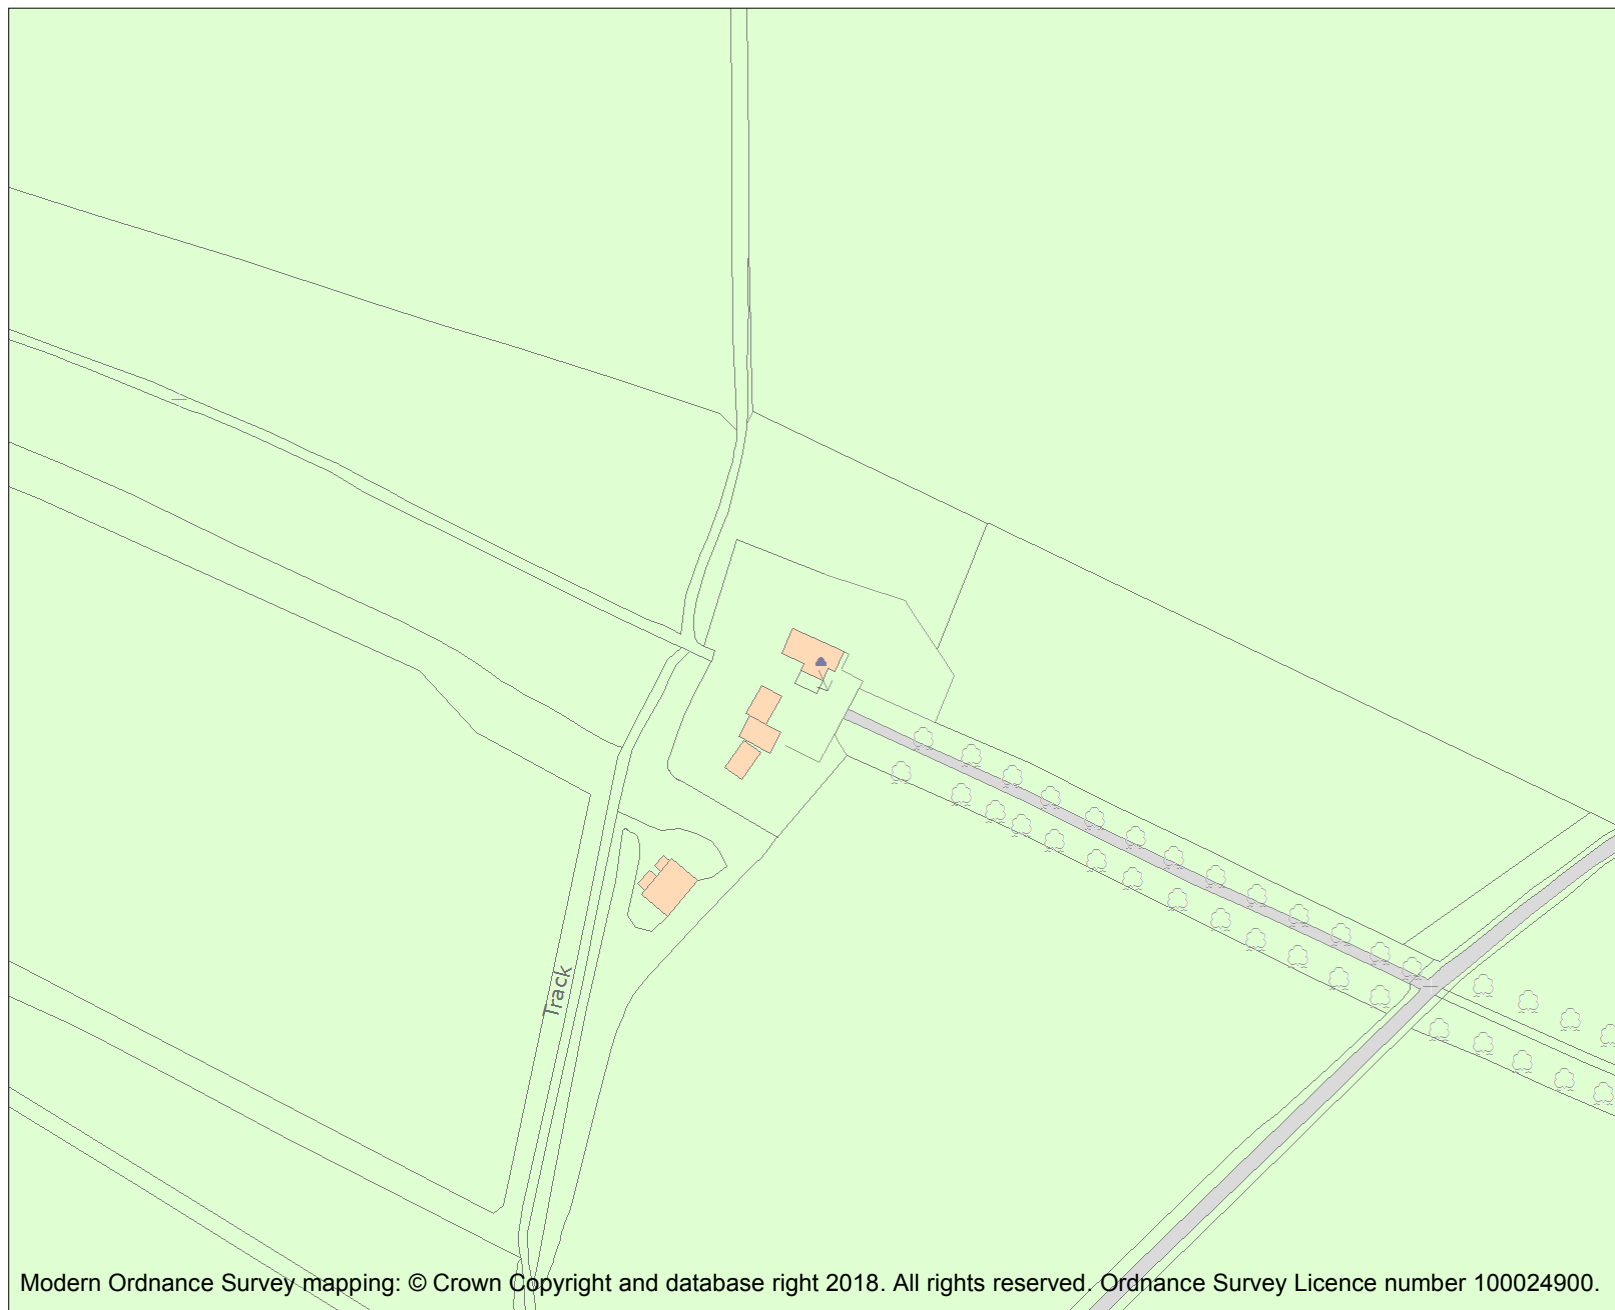 Track
Modern Ordnance Survey mapping: © Crown Copyright and database right 2018. All rights reserved. Ordnance Survey Licence number 100024900.